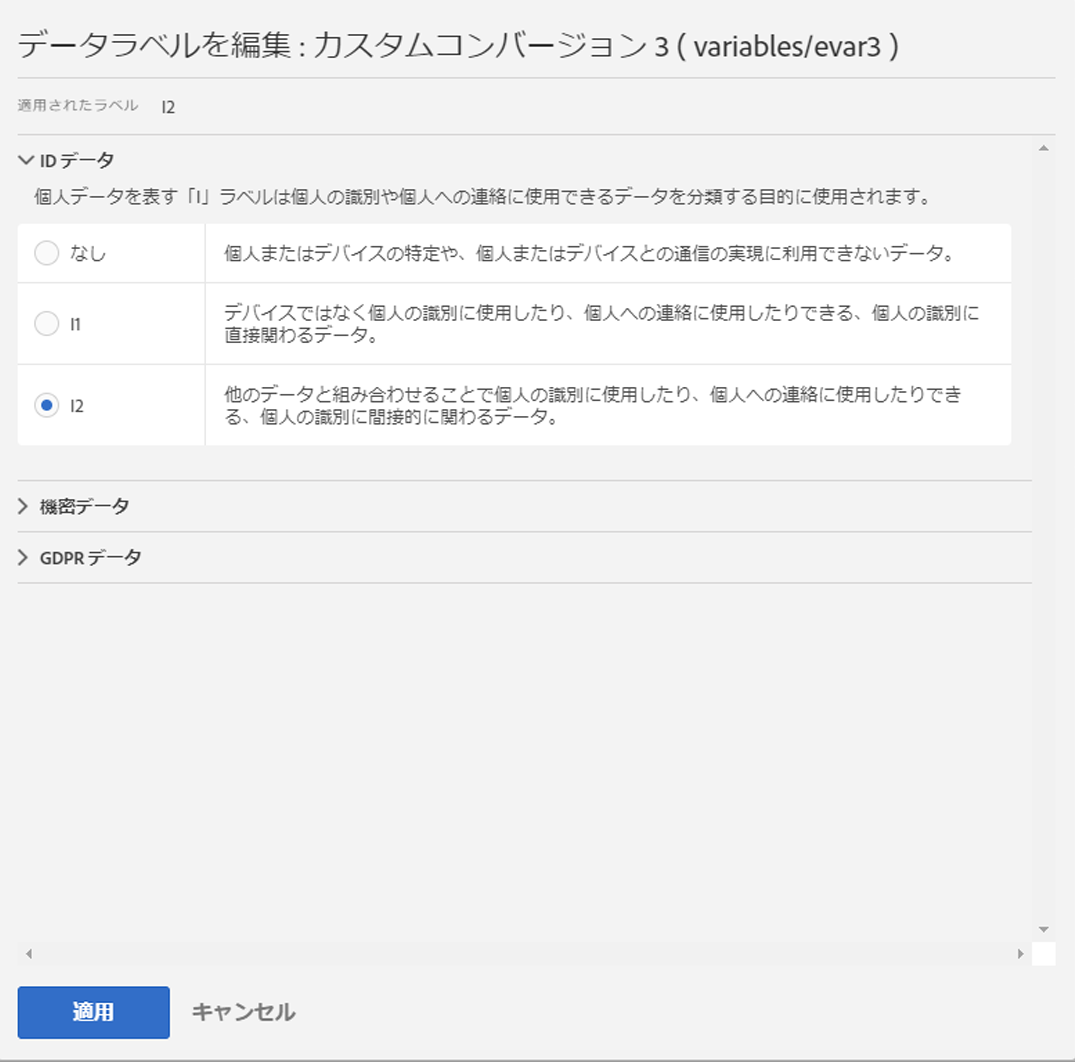 データラベルを編集 : カスタムコンバージョン 3 ( variables/evar3 )
適用されたラベル I2
ID データ
個人データを表す「I」ラベルは個人の識別や個人への連絡に使用できるデータを分類する目的に使用されます。
なし 個人またはデバイスの特定や、個人またはデバイスとの通信の実現に利用できないデータ。
I1 デバイスではなく個人の識別に使用したり、個人への連絡に使用したりできる、個人の識別に
直接関わるデータ。
I2 他のデータと組み合わせることで個人の識別に使用したり、個人への連絡に使用したりでき
る、個人の識別に間接的に関わるデータ。
機密データ
GDPR データ
適用 キャンセル